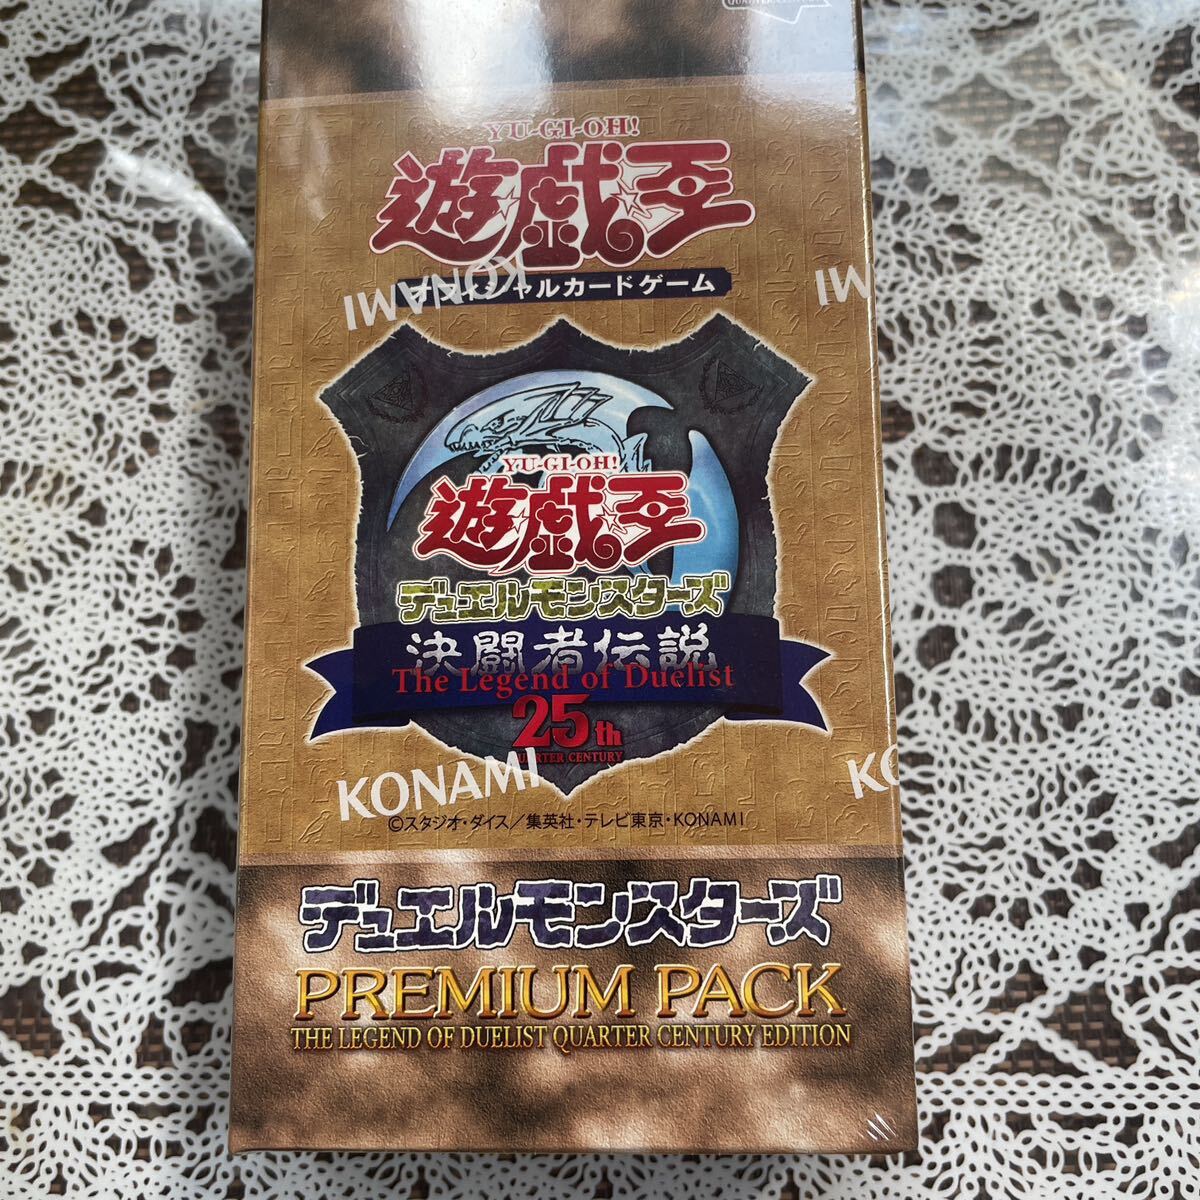 YU-GI-OH!
遊☆戯☆王
オフィシャルカードゲーム
KONAMI
KONAMI
YU-GI-OH!
遊☆戯☆王
デュエルモンスターズ
決闘者伝説
The Legend of Duelist
25th
QUARTER CENTURY
KONAMI
KO
©スタジオ・ダイス／集英社・テレビ東京・KONAMI
デュエルモンスターズ
PREMIUM PACK
THE LEGEND OF DUELIST QUARTER CENTURY EDITION